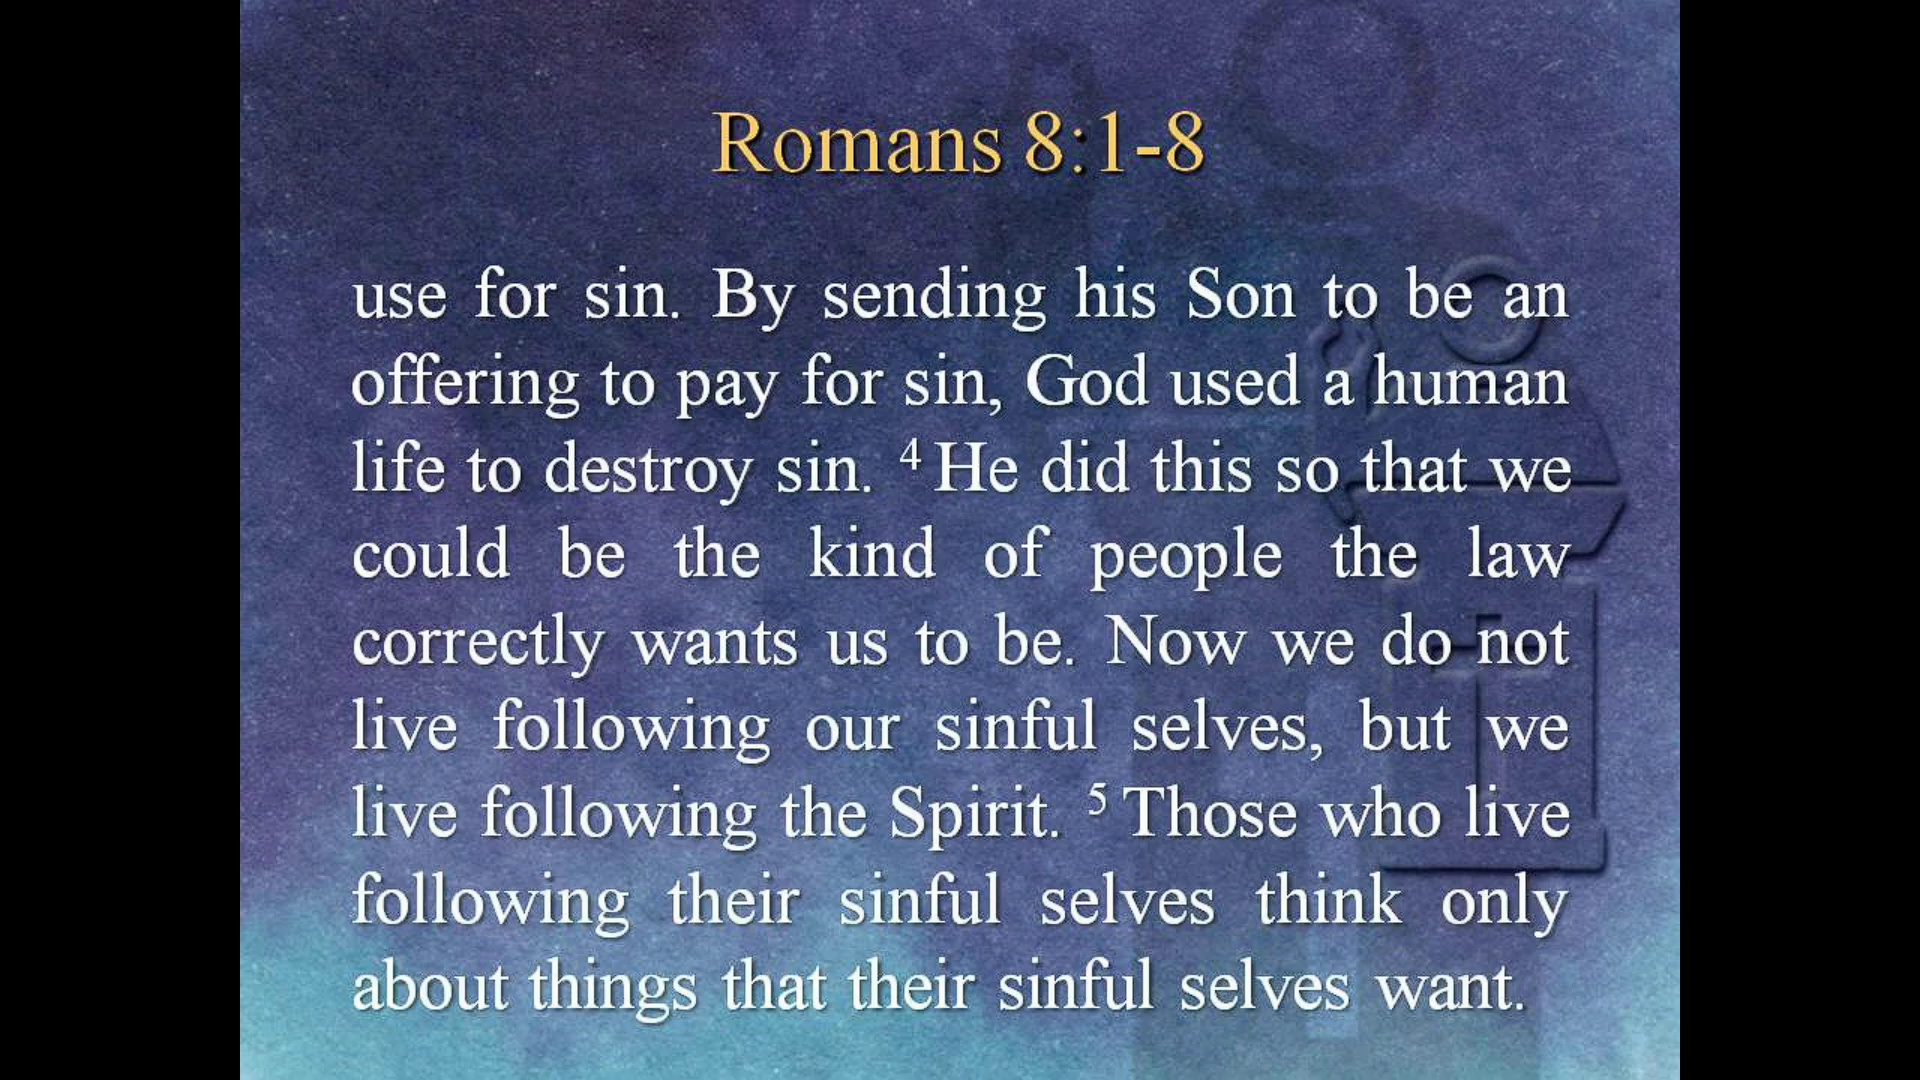 Romans 8:1-8
use for sin. By sending his Son to be an
offering to pay for sin, God used a human
life to destroy sin. ⁴ He did this so that we
could be the kind of people the law
correctly wants us to be. Now we do not
live following our sinful selves, but we
live following the Spirit. ⁵ Those who live
following their sinful selves think only
about things that their sinful selves want.